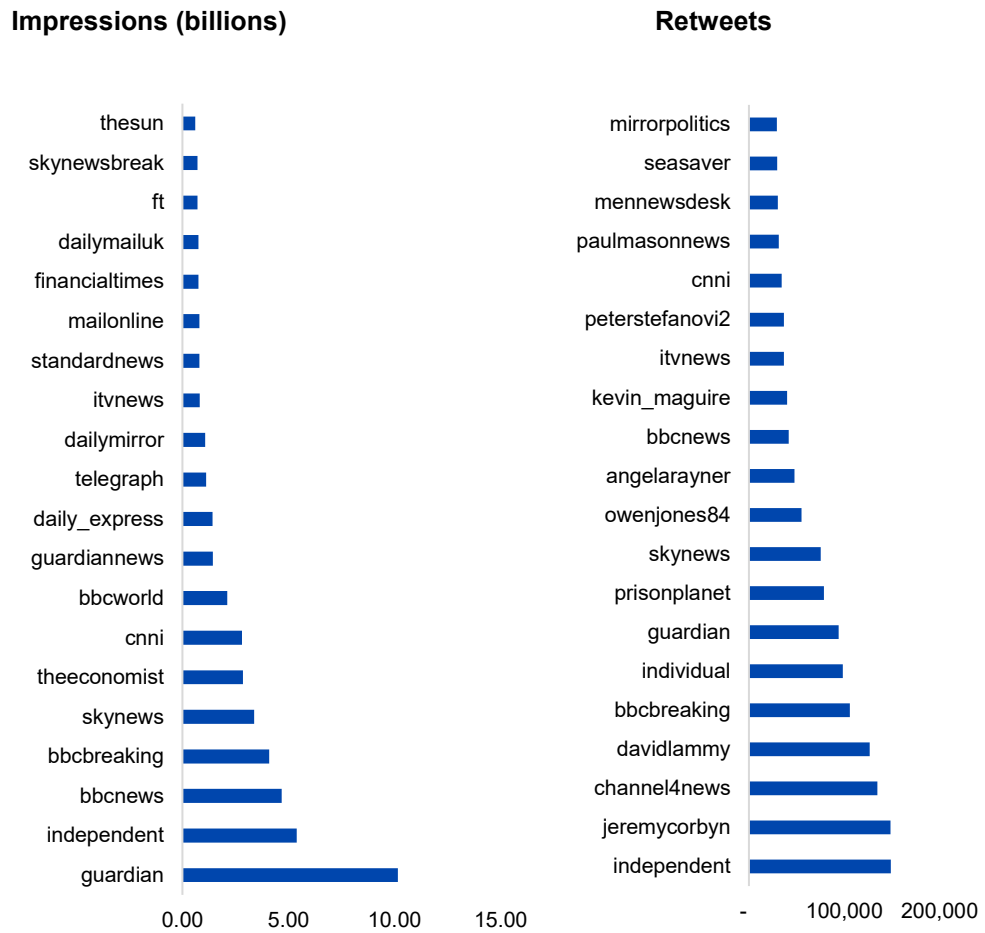 Impressions (billions)
thesun
skynewsbreak
ft
dailymailuk
financialtimes
mailonline
standardnews
itvnews
dailymirror
telegraph
daily_express
guardiannews
bbcworld
cnni
theeconomist
skynews
bbcbreaking
bbcnews
independent
guardian
0.00 5.00 10.00 15.00
Retweets
mirrorpolitics
seasaver
mennewsdesk
paulmasonnews
cnni
peterstefanovi2
itvnews
kevin_maguire
bbcnews
angelarayner
owenjones84
skynews
prisonplanet
guardian
individual
bbcbreaking
davidlammy
channel4news
jeremycorbyn
independent
- 100,000 200,000